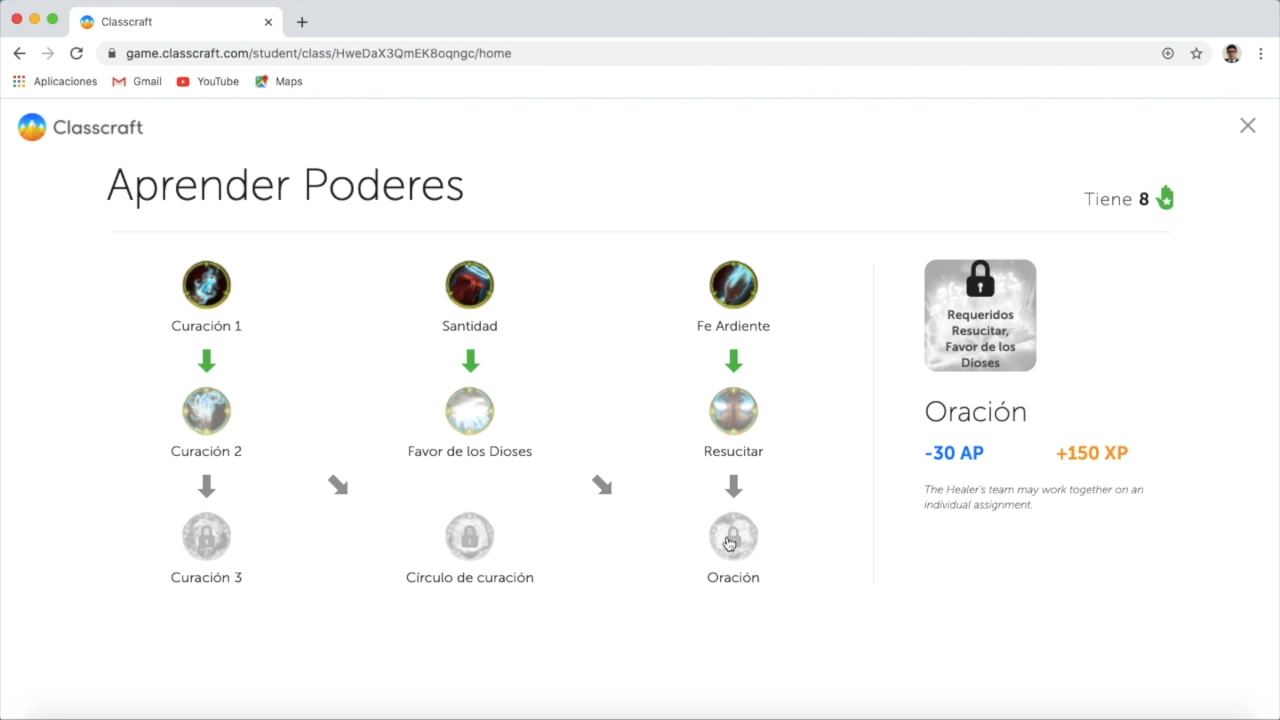 Classcraft
game.classcraft.com/student/class/HweDaX3QmEK8oqngc/home
Aplicaciones Gmail YouTube Maps
Classcraft
Aprender Poderes
Tiene 8
Curación 1 Santidad Fe Ardiente
Curación 2 Favor de los Dioses Resucitar
Curación 3 Círculo de curación Oración
Requeridos
Resucitar,
Favor de los
Dioses
Oración
-30 AP +150 XP
The Healer's team may work together on an
individual assignment.